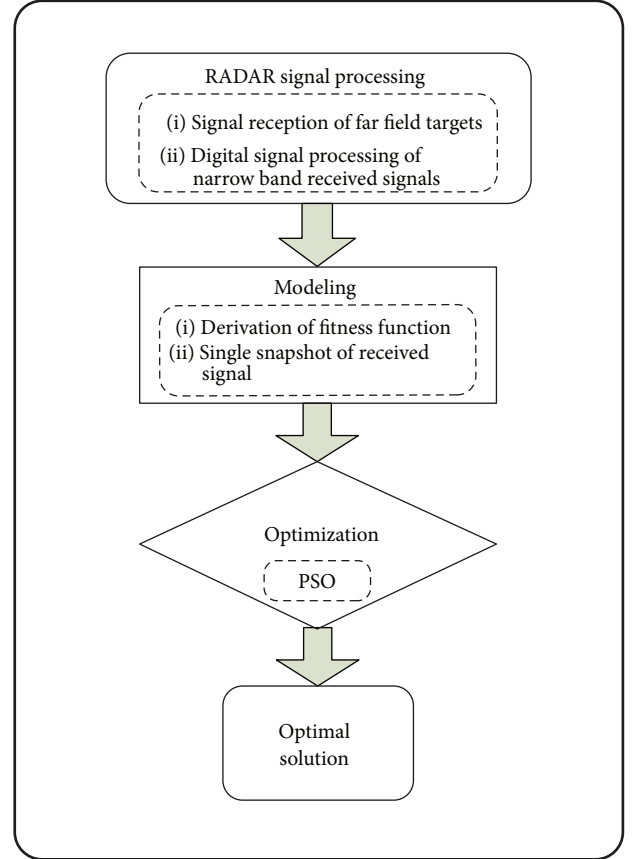 RADAR signal processing
(i) Signal reception of far field targets
(ii) Digital signal processing of
narrow band received signals
Modeling
(i) Derivation of fitness function
(ii) Single snapshot of received
signal
Optimization
PSO
Optimal
solution